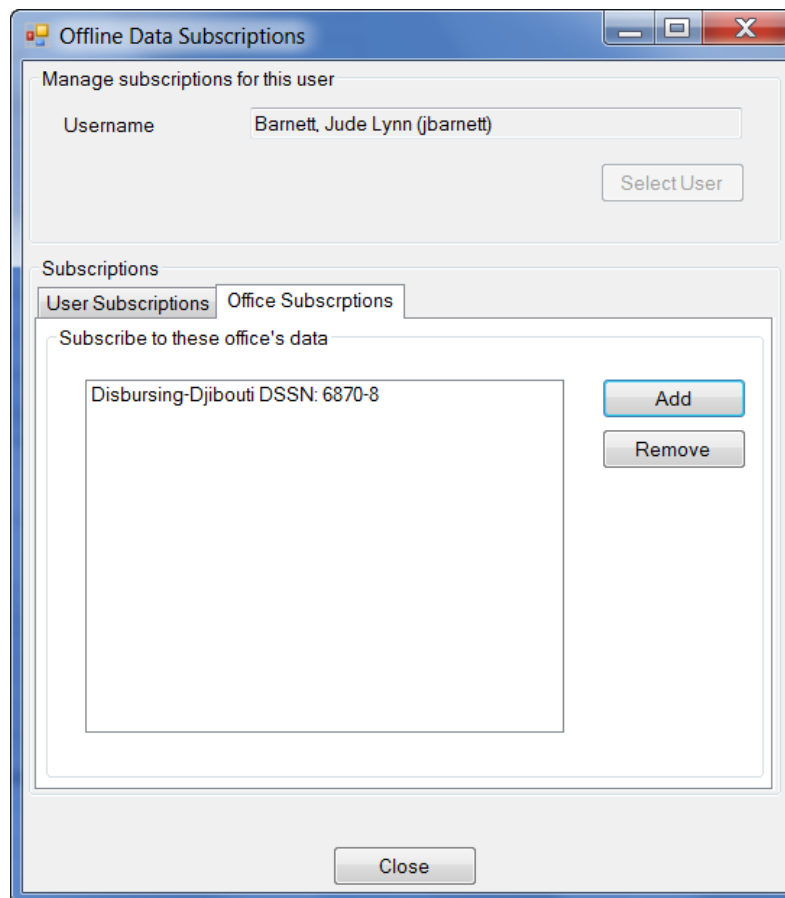 Offline Data Subscriptions
Manage subscriptions for this user
Username Barnett, Jude Lynn (jbarnett)
Select User
Subscriptions
User Subscriptions Office Subscrptions
Subscribe to these office's data
Disbursing-Djibouti DSSN: 6870-8
Add
Remove
Close